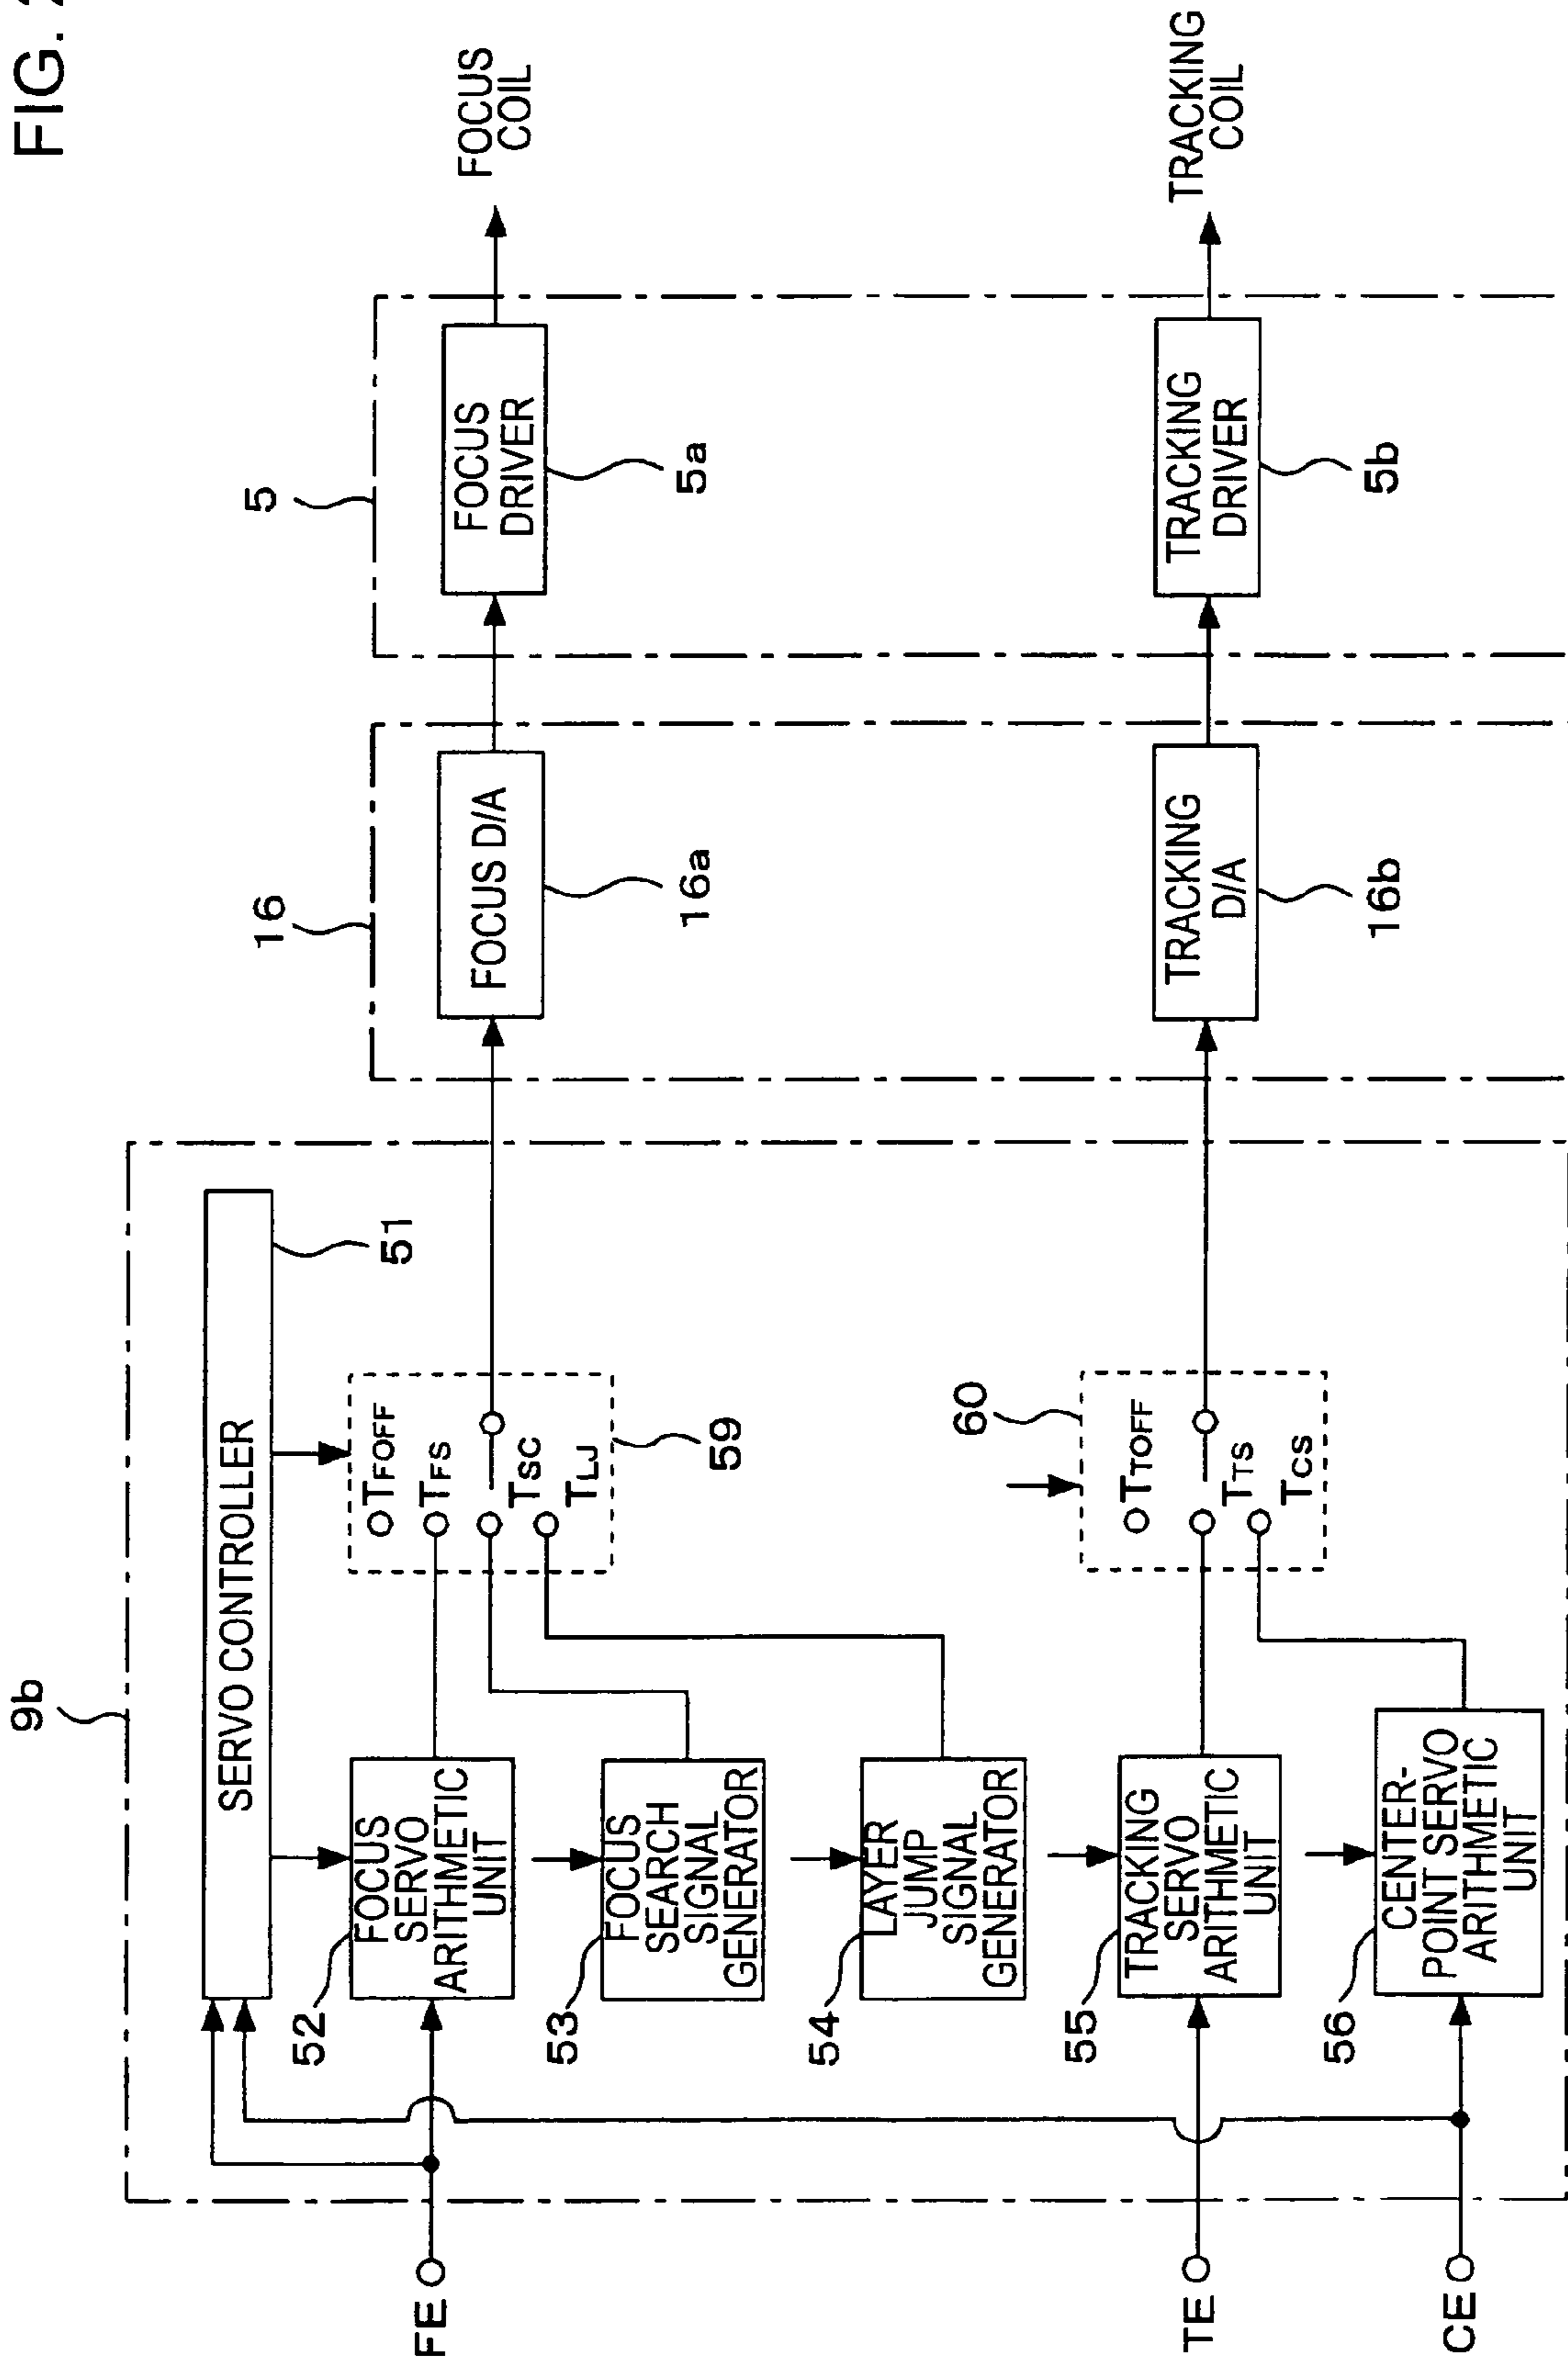 FIG. 2
9b
SERVO CONTROLLER
51
16
5
52
FOCUS
SERVO
ARITHMETIC
UNIT
TFOFF
TFS
TSC
TLJ
59
FOCUS D/A
16a
FOCUS
DRIVER
5a
FOCUS
COIL
53
FOCUS
SEARCH
SIGNAL
GENERATOR
54
LAYER
JUMP
SIGNAL
GENERATOR
55
TRACKING
SERVO
ARITHMETIC
UNIT
60
TTOFF
TTS
TCS
TRACKING
D/A
16b
TRACKING
DRIVER
5b
TRACKING
COIL
56
CENTER-
POINT SERVO
ARITHMETIC
UNIT
FE
TE
CE